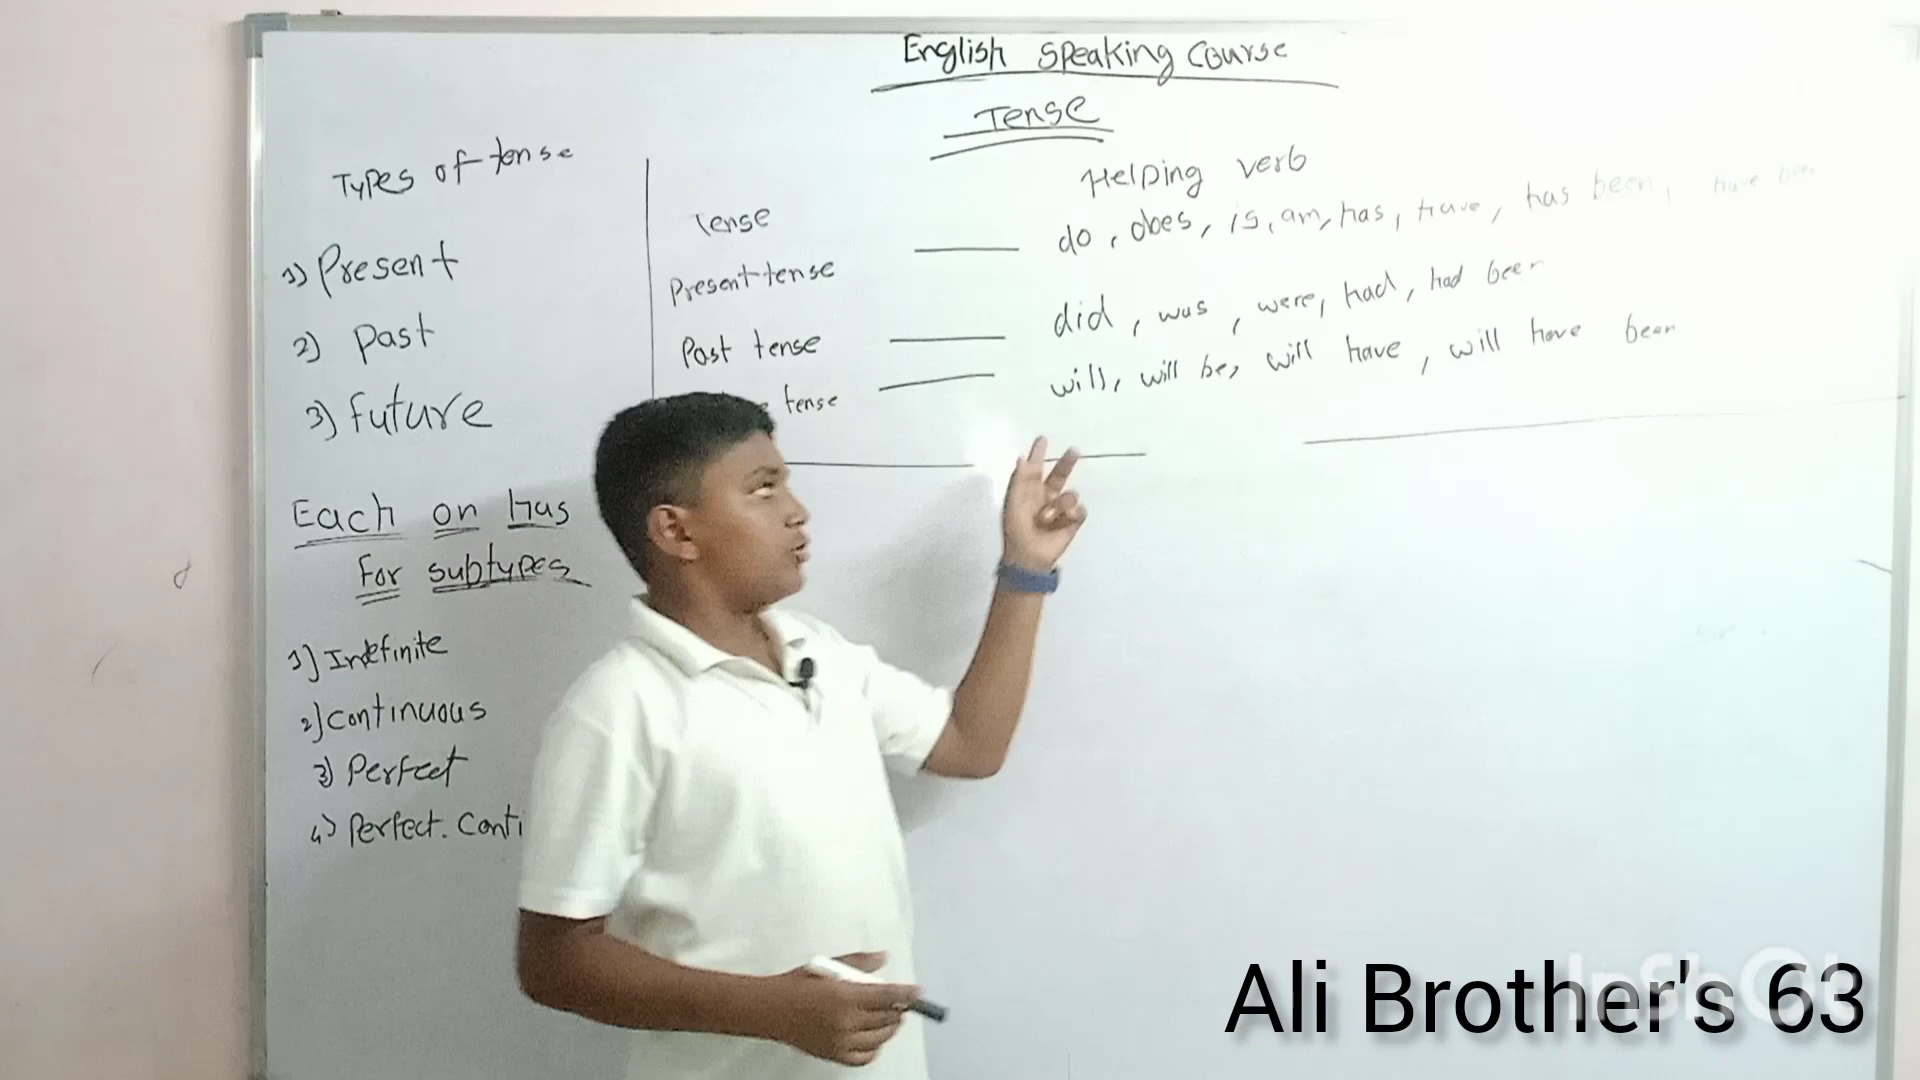 English speaking course
Tense
Types of tense
1) Present
2) Past
3) future
Each on has
for subtypes
1) Indefinite
2) continuous
3) Perfect
4) Perfect. Conti
Tense
Helping verb
Present tense do, does, is, am, has, have, has been, have been
Past tense did, was, were, had, had been
tense will, will be, will have, will have been
Ali Brother's 63
InShOt